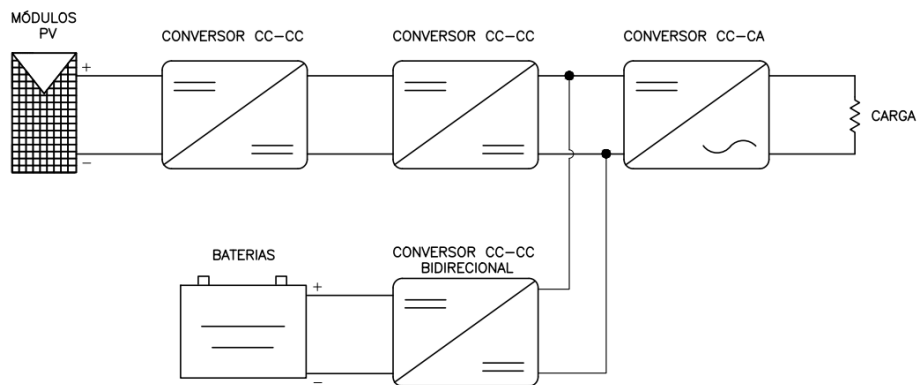 MÓDULOS
PV
CONVERSOR CC-CC
CONVERSOR CC-CC
CONVERSOR CC-CA
+
-
CARGA
BATERIAS
CONVERSOR CC-CC
BIDIRECIONAL
+
-